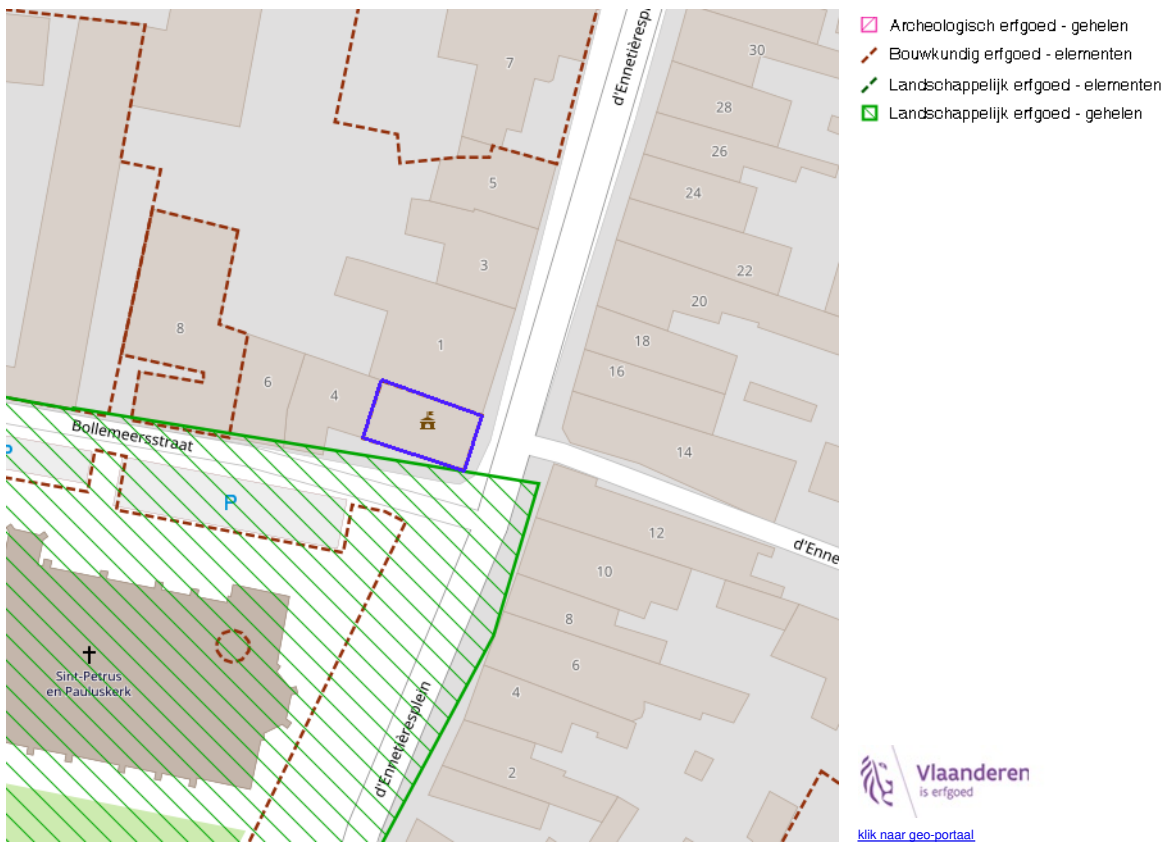 Archeologisch erfgoed - gehelen
Bouwkundig erfgoed - elementen
Landschappelijk erfgoed - elementen
Landschappelijk erfgoed - gehelen
d'Ennetièrespl
7
30
28
26
5
24
3
22
20
8
1
18
16
6
4
Bollemeersstraat
14
P
P
12
d'Enne
10
8
Sint-Petrus
en Pauluskerk
6
4
d'Ennetièresplein
2
Vlaanderen
is erfgoed
klik naar geo-portaal